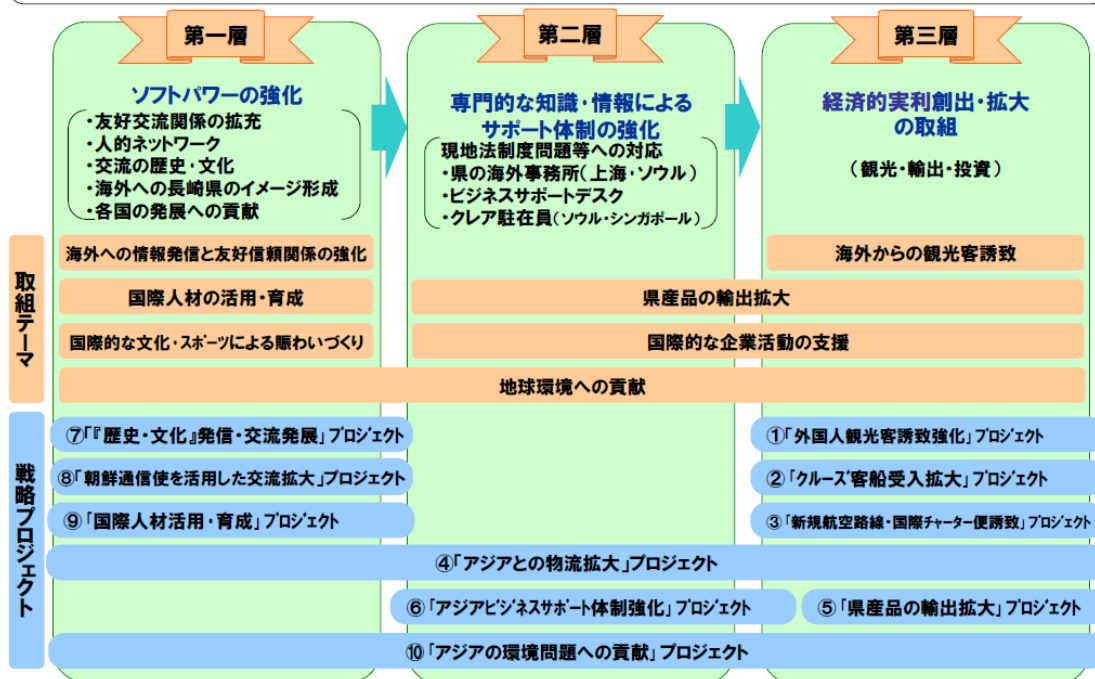 第一層
第二層
第三層
ソフトパワーの強化
・友好交流関係の拡充
・人的ネットワーク
・交流の歴史・文化
・海外への長崎県のイメージ形成
・各国の発展への貢献
専門的な知識・情報による
サポート体制の強化
現地法制度問題等への対応
・県の海外事務所(上海・ソウル)
・ビジネスサポートデスク
・クレア駐在員(ソウル・シンガポール)
経済的実利創出・拡大
の取組
(観光・輸出・投資)
取組テーマ
海外への情報発信と友好信頼関係の強化
海外からの観光客誘致
国際人材の活用・育成
県産品の輸出拡大
国際的な文化・スポーツによる賑わいづくり
国際的な企業活動の支援
地球環境への貢献
戦略プロジェクト
⑦「『歴史・文化』発信・交流発展」プロジェクト
①「外国人観光客誘致強化」プロジェクト
⑧「朝鮮通信使を活用した交流拡大」プロジェクト
②「クルーズ客船受入拡大」プロジェクト
⑨「国際人材活用・育成」プロジェクト
③「新規航空路線・国際チャーター便誘致」プロジェクト
④「アジアとの物流拡大」プロジェクト
⑥「アジアビジネスサポート体制強化」プロジェクト
⑤「県産品の輸出拡大」プロジェクト
⑩「アジアの環境問題への貢献」プロジェクト